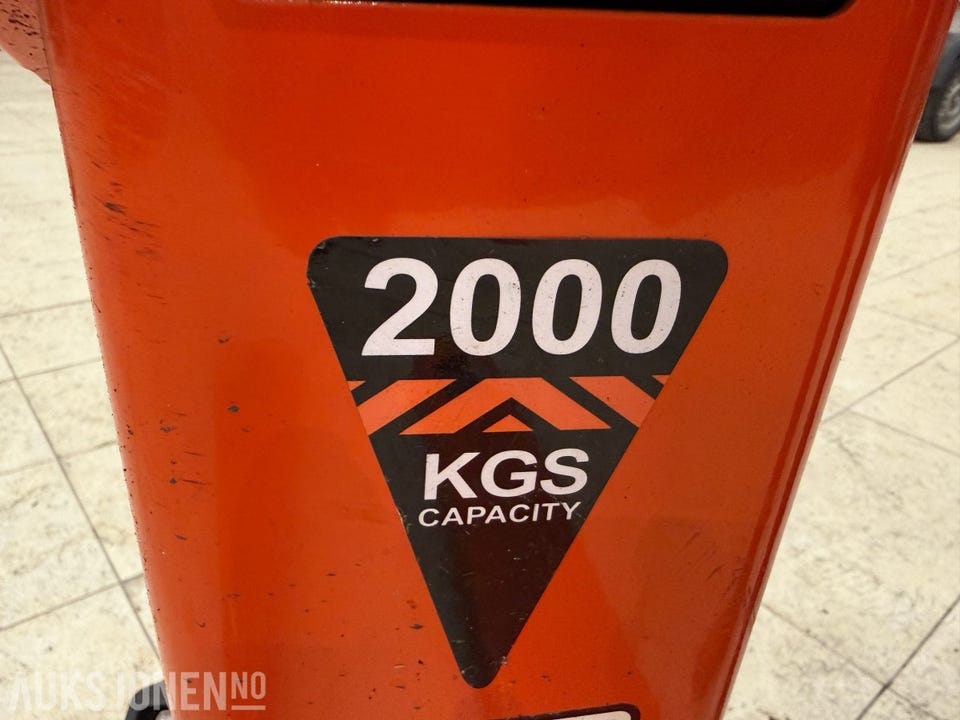 2000
KGS
CAPACITY
AUKSJONEN NO